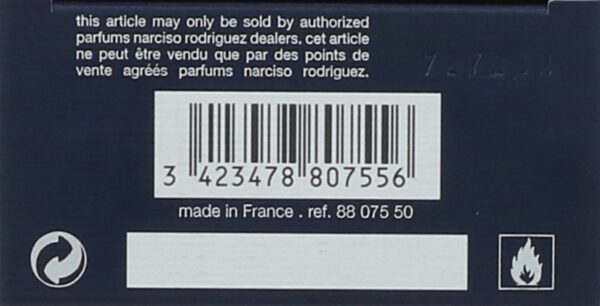 this article may only be sold by authorized
parfums narciso rodriguez dealers. cet article
ne peut être vendu que par des points de
vente agréés parfums narciso rodriguez.
3 423478 807556
made in France . ref. 88 075 50